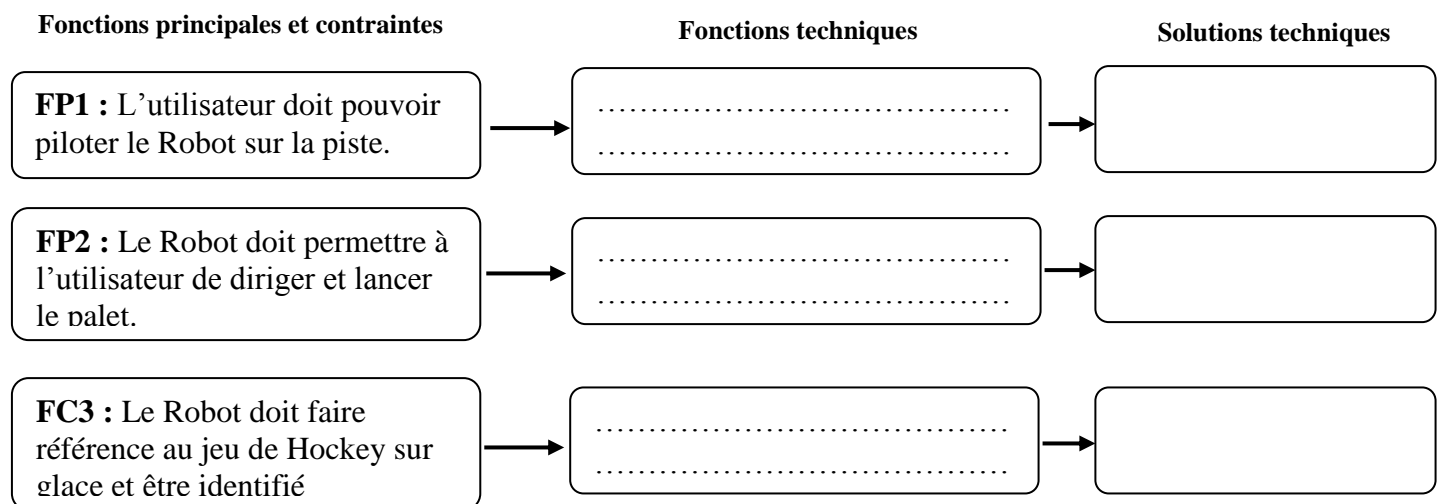 Fonctions principales et contraintes
Fonctions techniques
Solutions techniques
FP1 : L’utilisateur doit pouvoir
piloter le Robot sur la piste.
…………………………………
…………………………………
FP2 : Le Robot doit permettre à
l’utilisateur de diriger et lancer
le palet.
…………………………………
…………………………………
FC3 : Le Robot doit faire
référence au jeu de Hockey sur
glace et être identifié
…………………………………
…………………………………